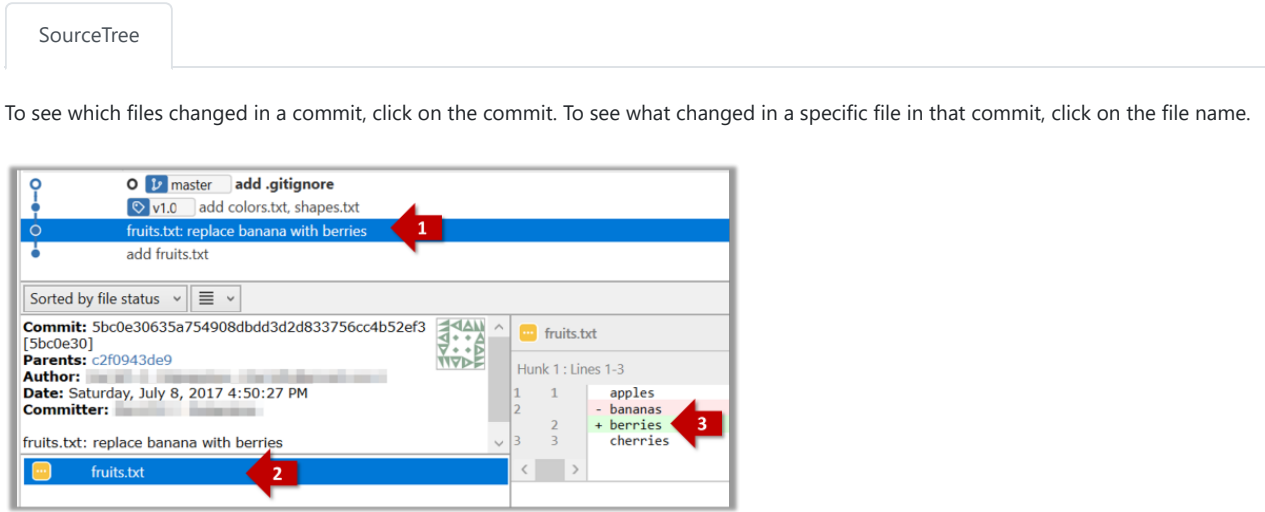 SourceTree
To see which files changed in a commit, click on the commit. To see what changed in a specific file in that commit, click on the file name.
master add .gitignore
v1.0 add colors.txt, shapes.txt
fruits.txt: replace banana with berries 1
add fruits.txt
Sorted by file status
Commit: 5bc0e30635a754908dbdd3d2d833756cc4b52ef3
[5bc0e30]
Parents: c2f0943de9
Author:
Date: Saturday, July 8, 2017 4:50:27 PM
Committer:
fruits.txt: replace banana with berries
fruits.txt 2
fruits.txt
Hunk 1 : Lines 1-3
1 1 apples
2 - bananas
2 + berries 3
3 3 cherries